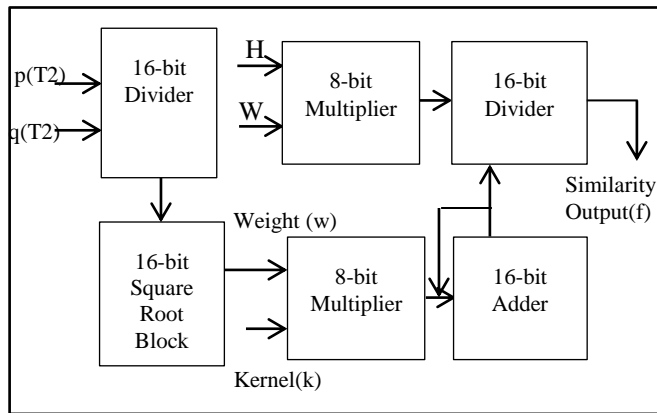 p(T2)
q(T2)
16-bit
Divider
H
W
8-bit
Multiplier
16-bit
Divider
Similarity
Output(f)
16-bit
Square
Root
Block
Weight (w)
Kernel(k)
8-bit
Multiplier
16-bit
Adder